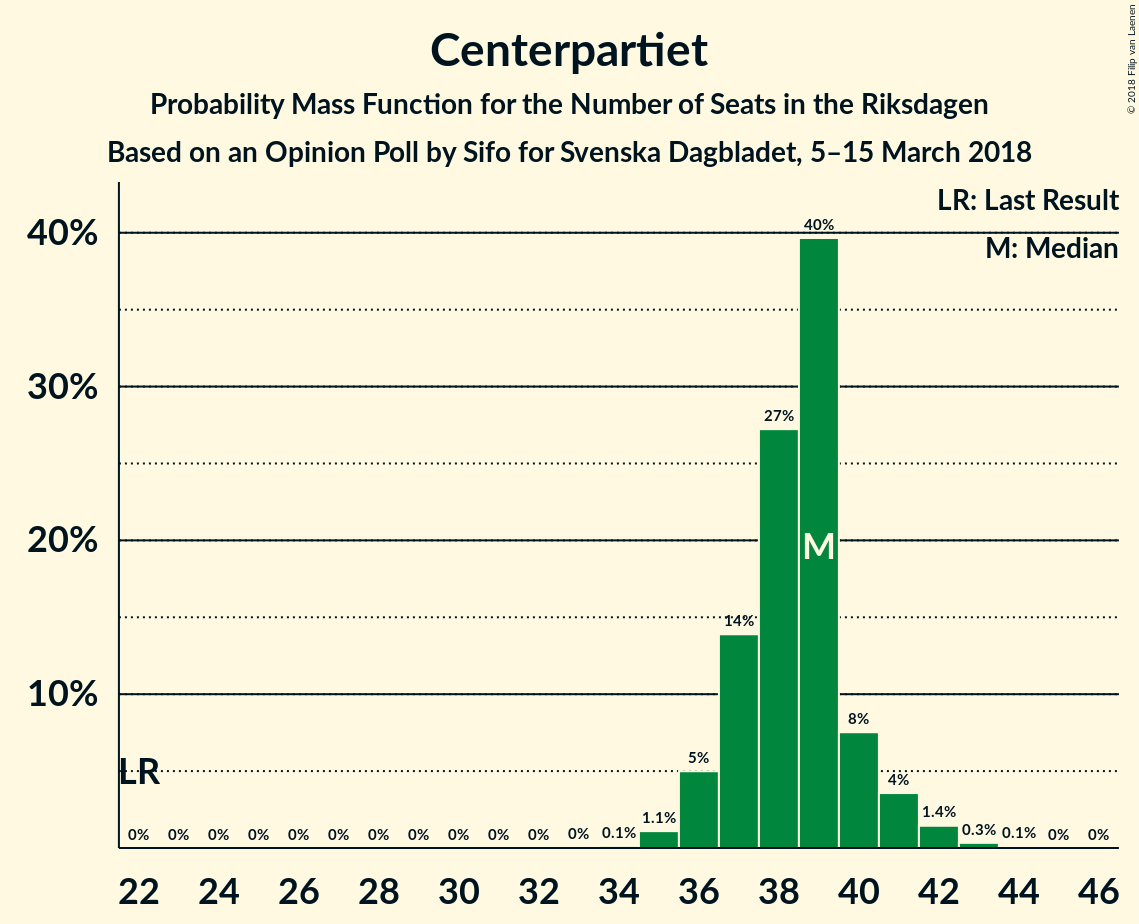 Centerpartiet
Probability Mass Function for the Number of Seats in the Riksdagen
Based on an Opinion Poll by Sifo for Svenska Dagbladet, 5–15 March 2018
© 2018 Filip van Laenen
LR: Last Result
M: Median
40%
30%
20%
10%
LR
M
0% 0% 0% 0% 0% 0% 0% 0% 0% 0% 0% 0% 0.1% 1.1% 5% 14% 27% 40% 8% 4% 1.4% 0.3% 0.1% 0% 0%
22 24 26 28 30 32 34 36 38 40 42 44 46